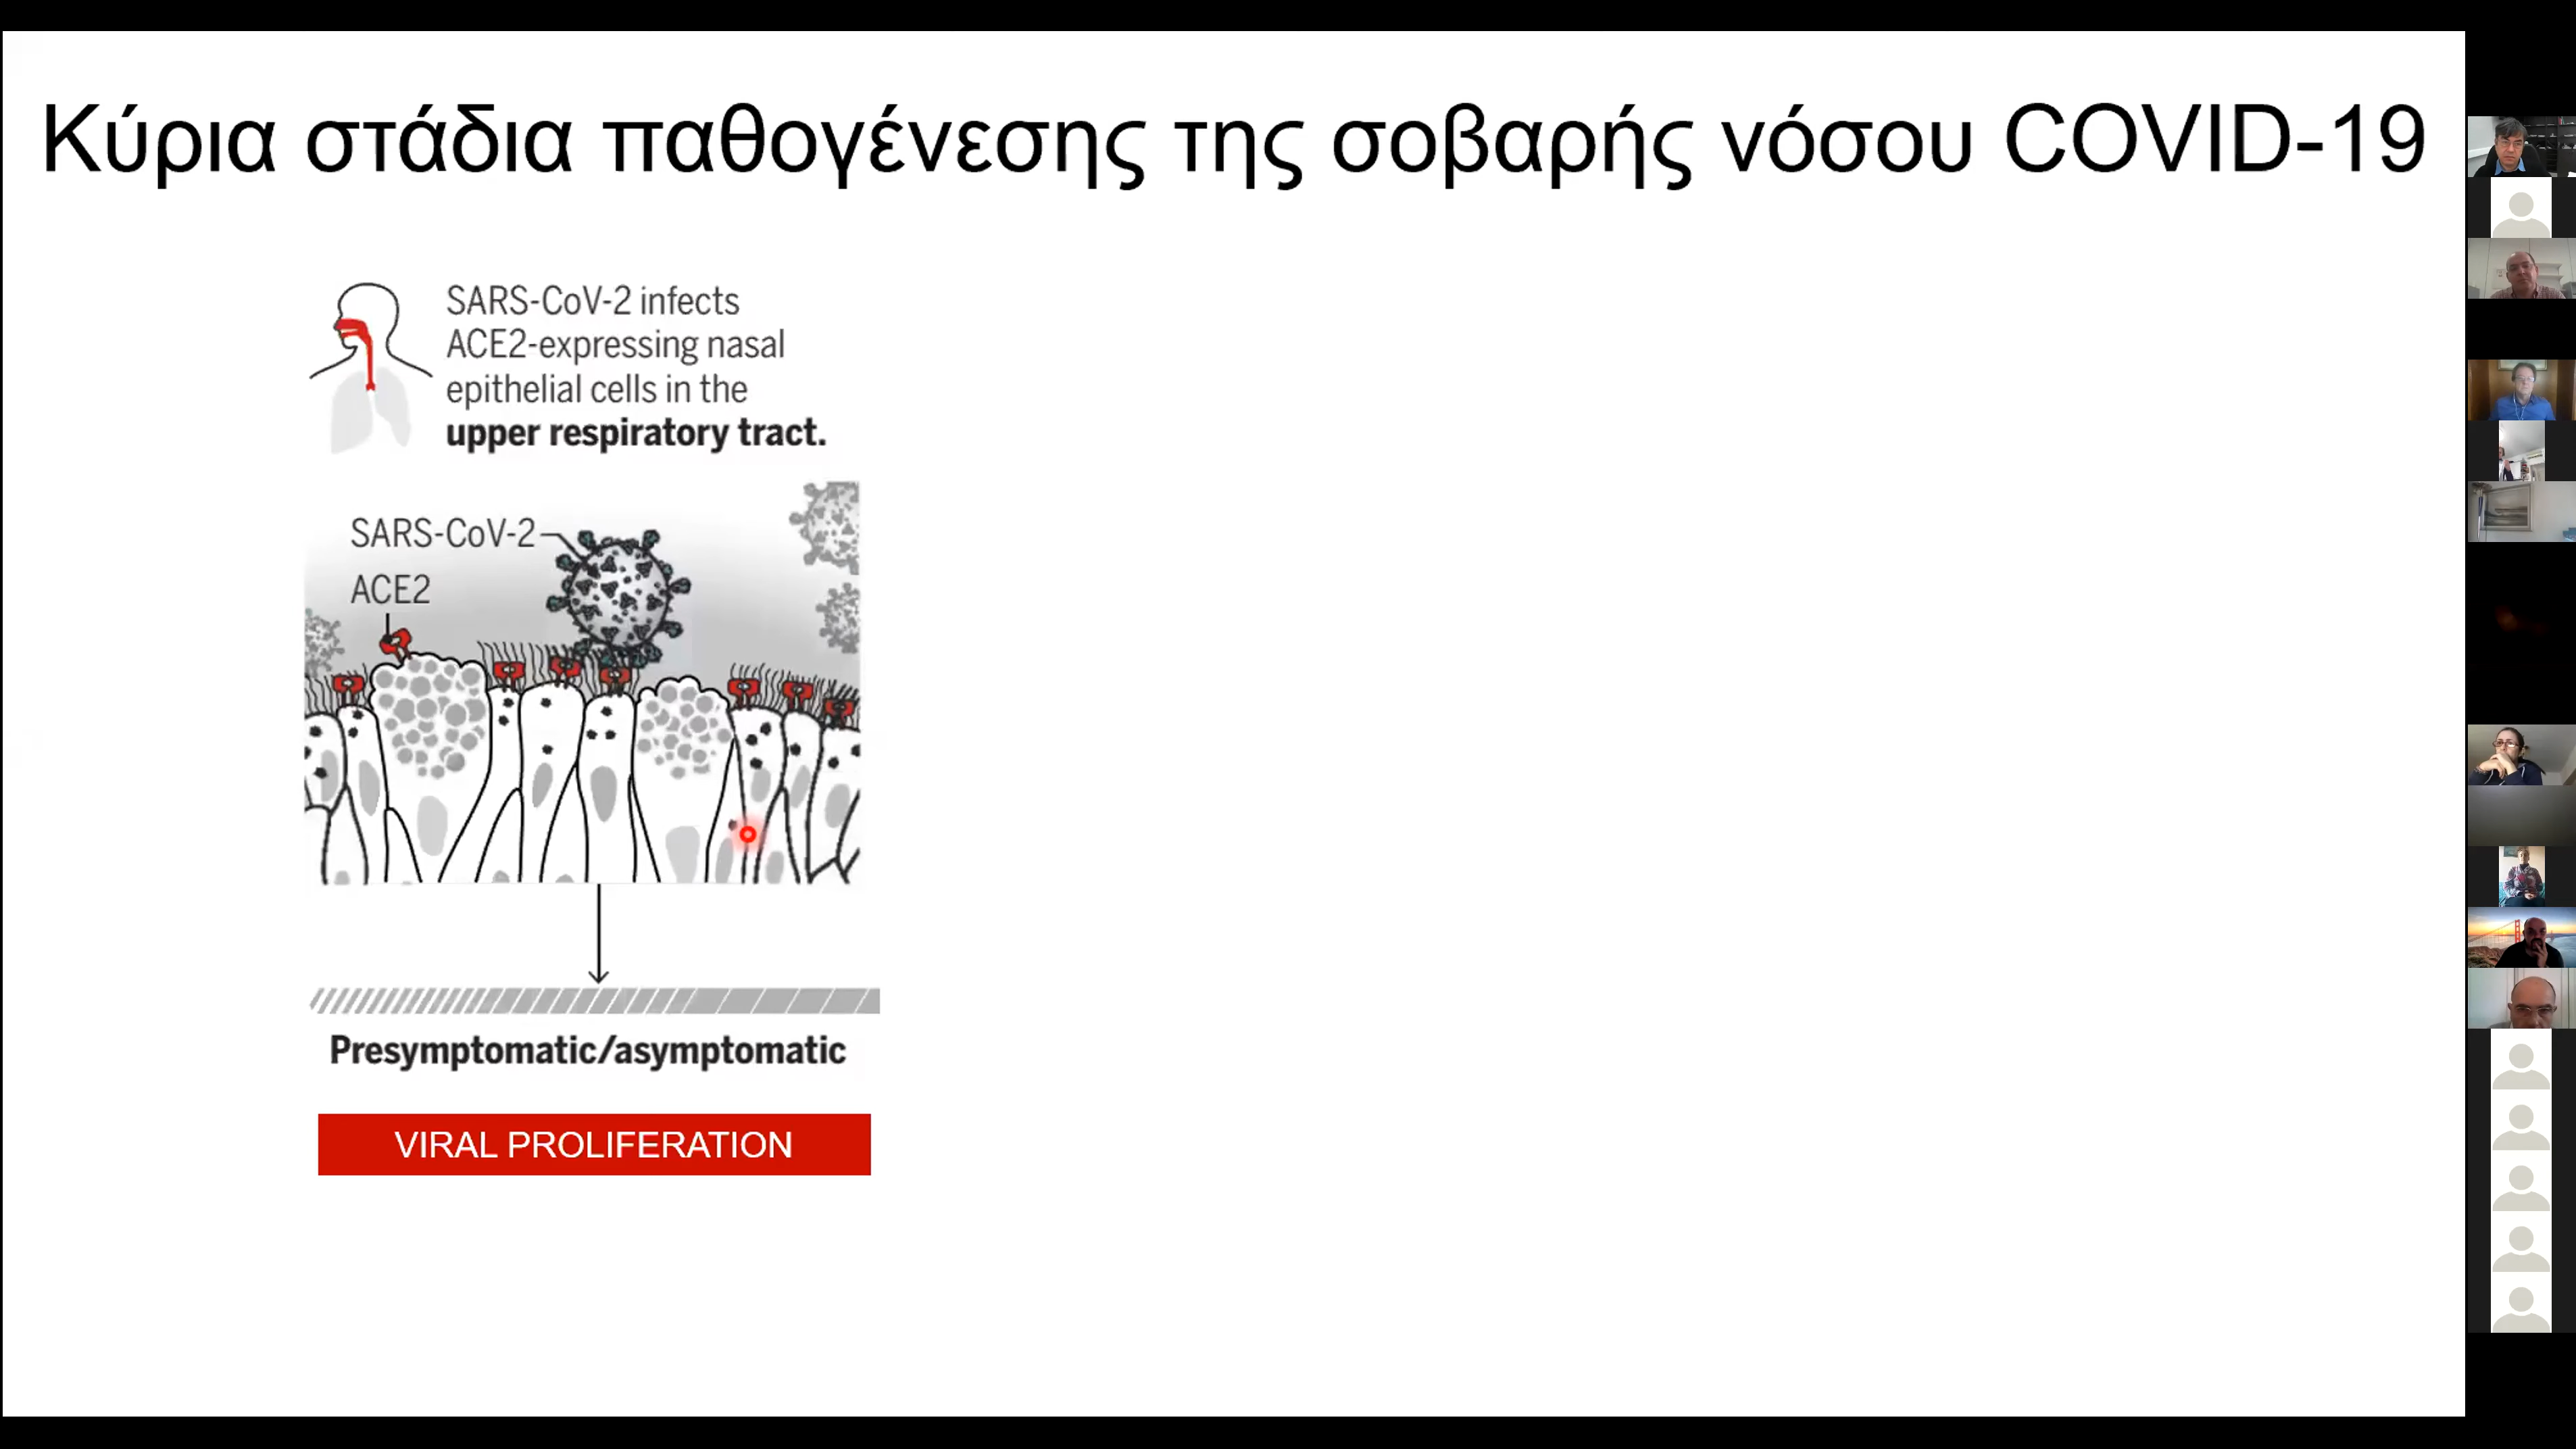 Κύρια στάδια παθογένεσης της σοβαρής νόσου COVID-19
SARS-CoV-2 infects
ACE2-expressing nasal
epithelial cells in the
upper respiratory tract.
SARS-CoV-2
ACE2
Presymptomatic/asymptomatic
VIRAL PROLIFERATION